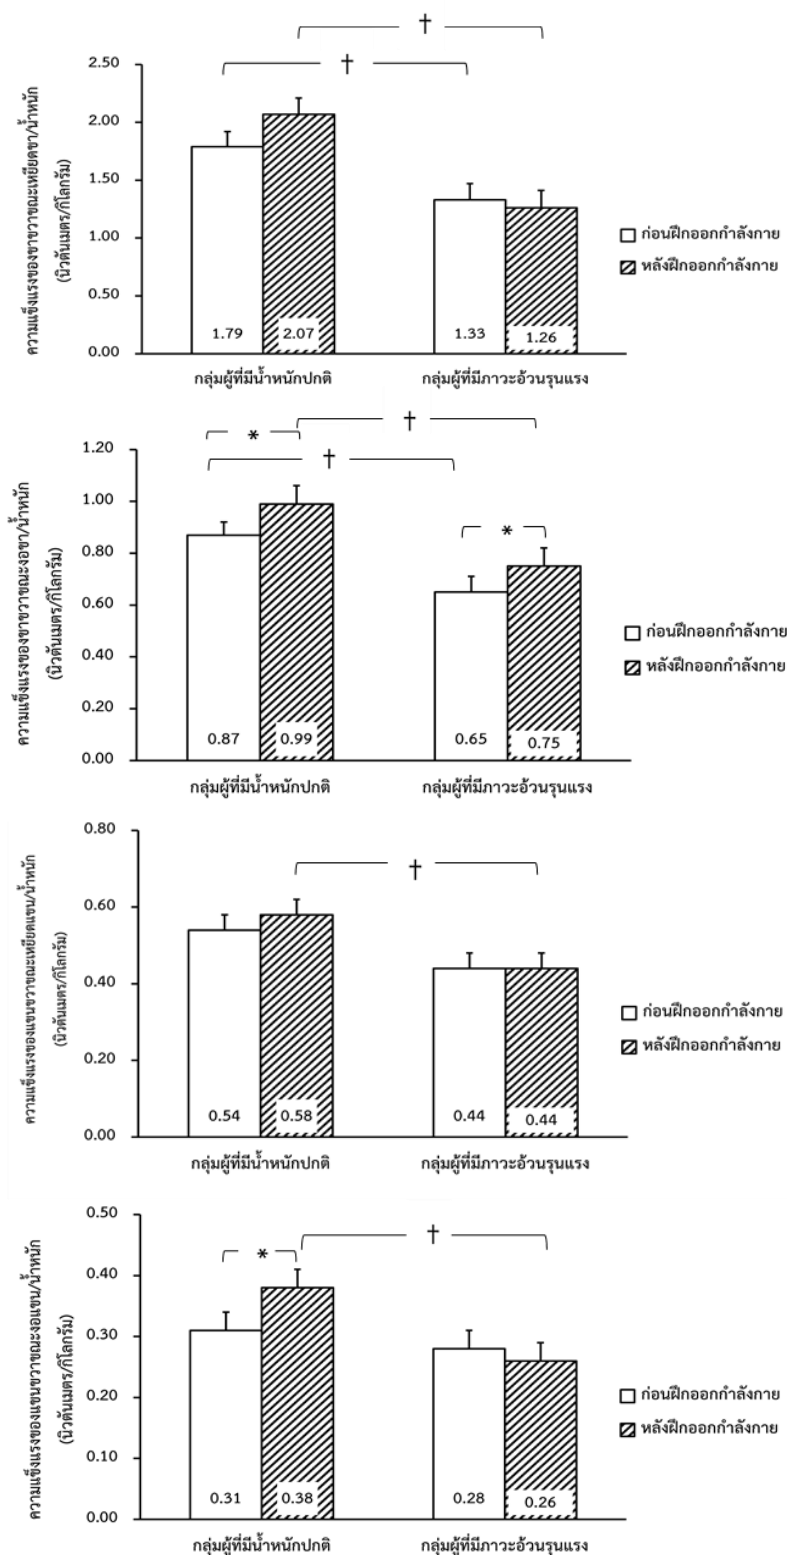 †
†
ความแข็งแรงของขาขวาขณะเหยียดขา/น้ำหนัก
(นิวตันเมตร/กิโลกรัม)
2.50
2.00
1.50
1.00
0.50
0.00
1.79
2.07
1.33
1.26
กลุ่มผู้ที่มีน้ำหนักปกติ
กลุ่มผู้ที่มีภาวะอ้วนรุนแรง
ก่อนฝึกออกกำลังกาย
หลังฝึกออกกำลังกาย
†
*
†
*
ความแข็งแรงของขาขวาขณะงอขา/น้ำหนัก
(นิวตันเมตร/กิโลกรัม)
1.20
1.00
0.80
0.60
0.40
0.20
0.00
0.87
0.99
0.65
0.75
กลุ่มผู้ที่มีน้ำหนักปกติ
กลุ่มผู้ที่มีภาวะอ้วนรุนแรง
ก่อนฝึกออกกำลังกาย
หลังฝึกออกกำลังกาย
†
ความแข็งแรงของแขนขวาขณะเหยียดแขน/น้ำหนัก
(นิวตันเมตร/กิโลกรัม)
0.80
0.60
0.40
0.20
0.00
0.54
0.58
0.44
0.44
กลุ่มผู้ที่มีน้ำหนักปกติ
กลุ่มผู้ที่มีภาวะอ้วนรุนแรง
ก่อนฝึกออกกำลังกาย
หลังฝึกออกกำลังกาย
†
*
ความแข็งแรงของแขนขวาขณะงอแขน/น้ำหนัก
(นิวตันเมตร/กิโลกรัม)
0.50
0.40
0.30
0.20
0.10
0.00
0.31
0.38
0.28
0.26
กลุ่มผู้ที่มีน้ำหนักปกติ
กลุ่มผู้ที่มีภาวะอ้วนรุนแรง
ก่อนฝึกออกกำลังกาย
หลังฝึกออกกำลังกาย